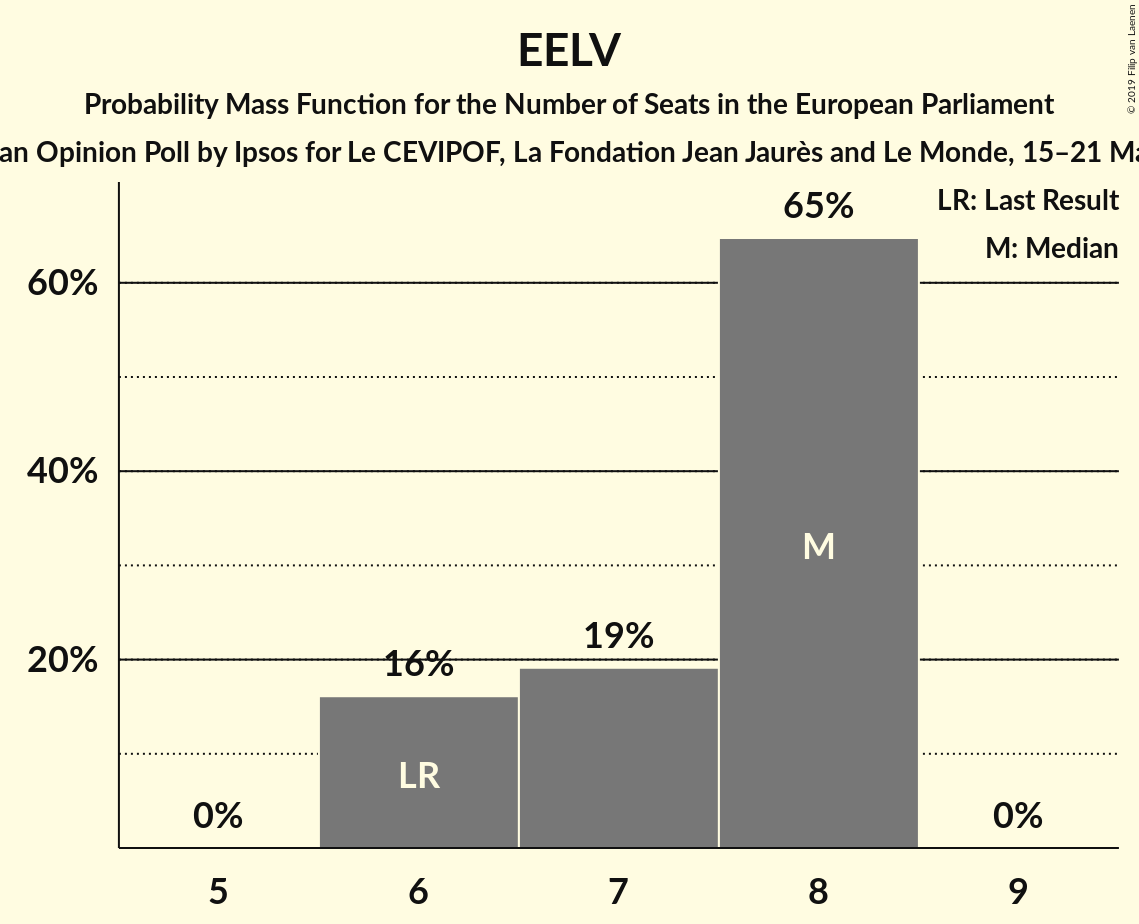 EELV
Probability Mass Function for the Number of Seats in the European Parliament
an Opinion Poll by Ipsos for Le CEVIPOF, La Fondation Jean Jaurès and Le Monde, 15–21 Ma
© 2019 Filip van Laenen
LR: Last Result
M: Median
65%
60%
40%
M
19%
20%
16%
LR
0%
0%
5 6 7 8 9